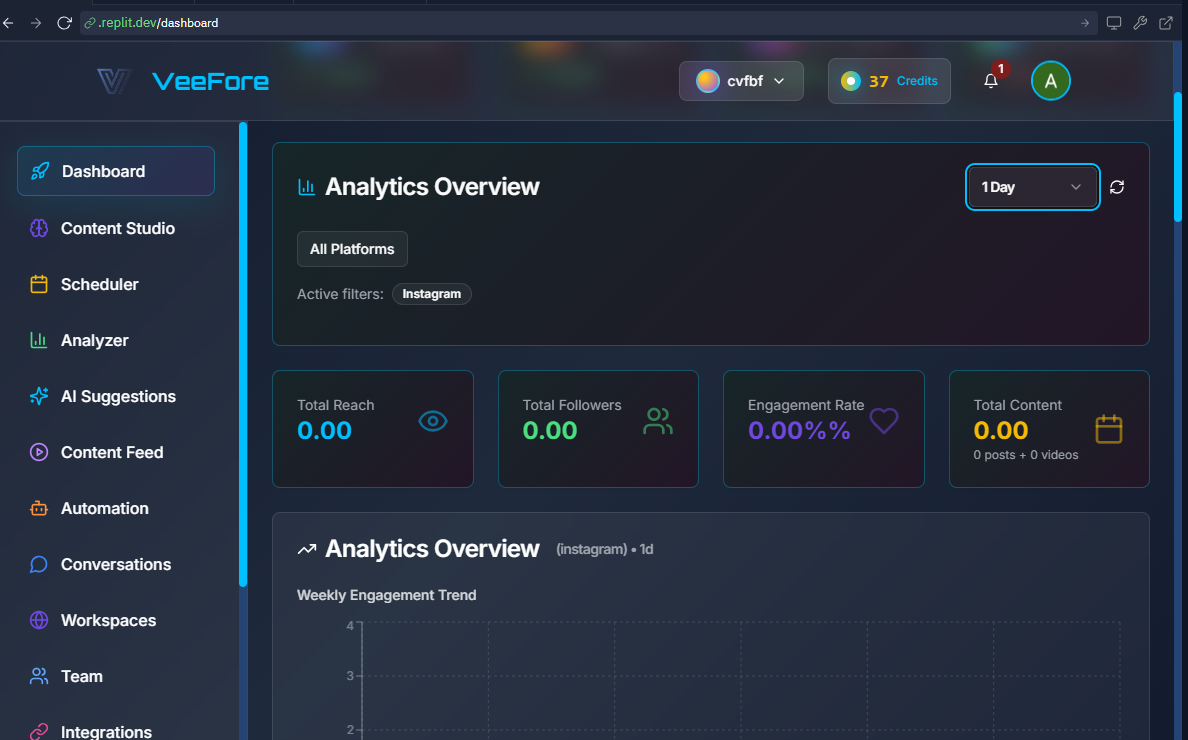 .replit.dev/dashboard
VeeFore
cvfbf
37 Credits
1
A
Dashboard
Content Studio
Scheduler
Analyzer
AI Suggestions
Content Feed
Automation
Conversations
Workspaces
Team
Integrations
Analytics Overview
1 Day
All Platforms
Active filters: Instagram
Total Reach
0.00
Total Followers
0.00
Engagement Rate
0.00%%
Total Content
0.00
0 posts + 0 videos
Analytics Overview (instagram) • 1d
Weekly Engagement Trend
4
3
2